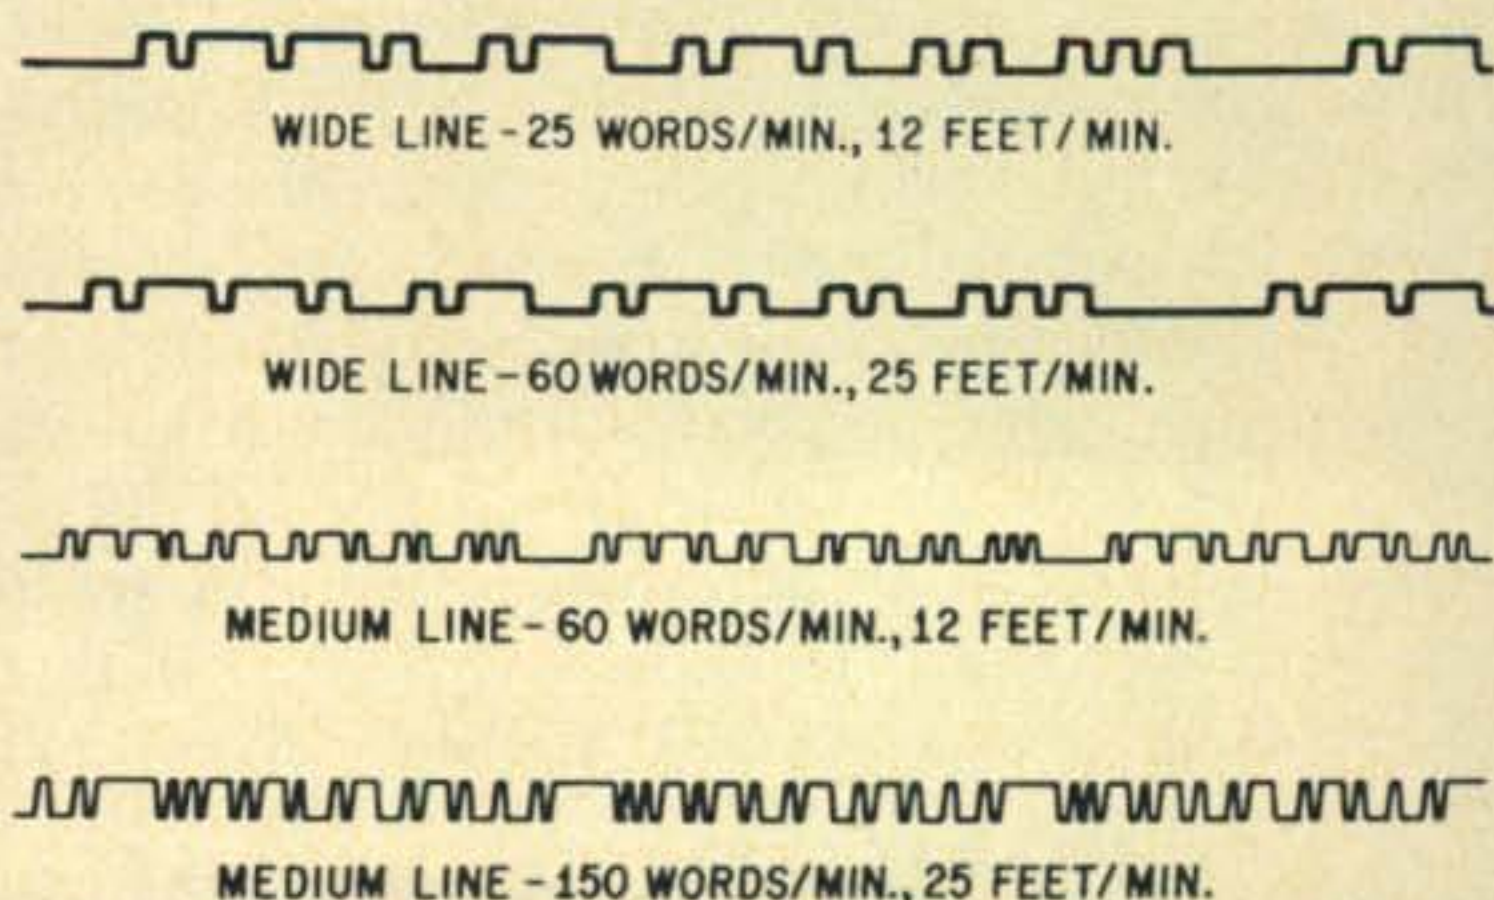 WIDE LINE-25 WORDS/MIN., 12 FEET/MIN.
WIDE LINE-60 WORDS/MIN., 25 FEET/MIN.
MEDIUM LINE-60 WORDS/MIN., 12 FEET/MIN.
MEDIUM LINE-150 WORDS/MIN., 25 FEET/MIN.